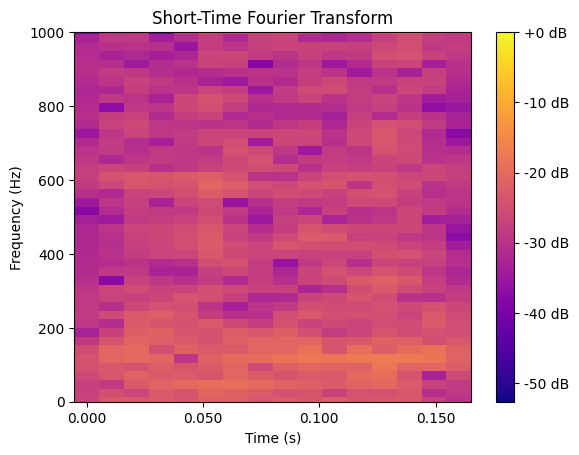 Short-Time Fourier Transform
1000
800
600
400
200
0
Frequency (Hz)
0.000
0.050
0.100
0.150
Time (s)
+0 dB
-10 dB
-20 dB
-30 dB
-40 dB
-50 dB